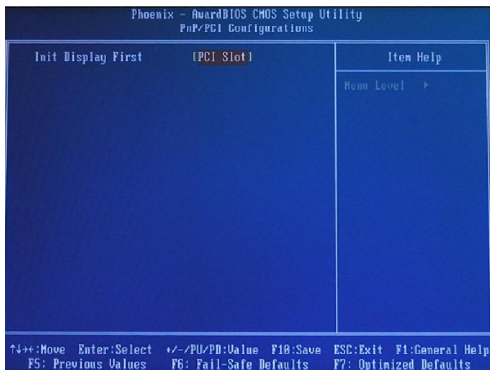 Phoenix - AwardBIOS CMOS Setup Utility
PnP/PCI Configurations
Init Display First [PCI Slot]
Item Help
Menu Level ▸
↑↓→←:Move Enter:Select +/-/PU/PD:Value F10:Save ESC:Exit F1:General Help
F5: Previous Values F6: Fail-Safe Defaults F7: Optimized Defaults